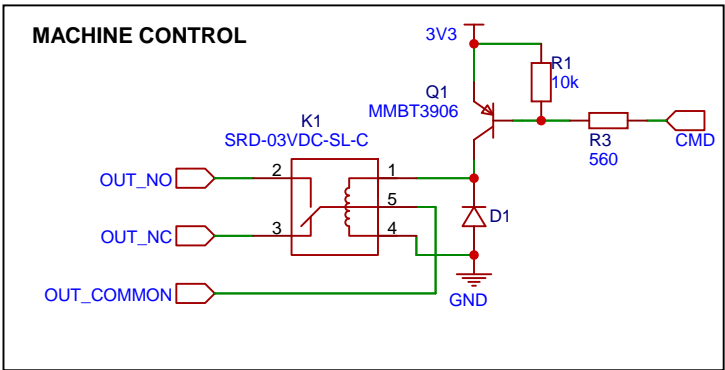 MACHINE CONTROL
3V3
R1
10k
Q1
MMBT3906
R3
560
CMD
K1
SRD-03VDC-SL-C
OUT_NO
2
1
5
OUT_NC
3
4
D1
OUT_COMMON
GND